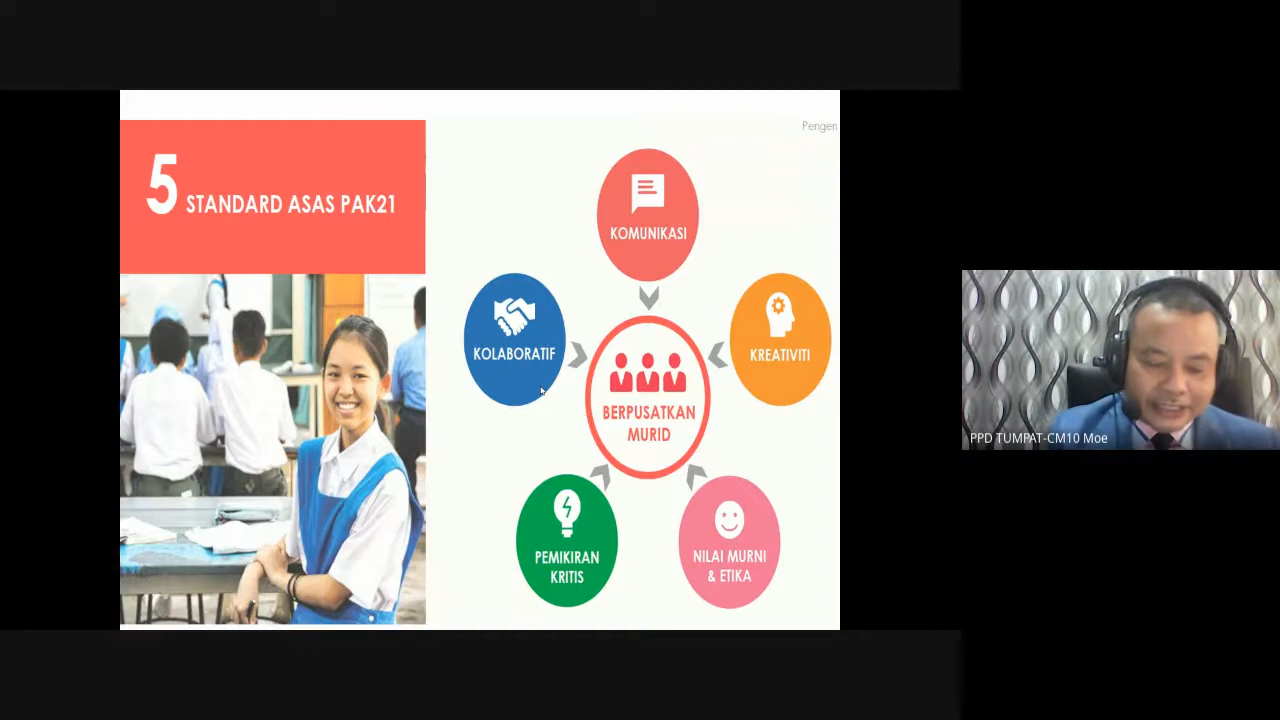 Pengen
5 STANDARD ASAS PAK21
KOMUNIKASI
KOLABORATIF
KREATIVITI
BERPUSATKAN
MURID
PEMIKIRAN
KRITIS
NILAI MURNI
& ETIKA
PPD TUMPAT-CM10 Moe